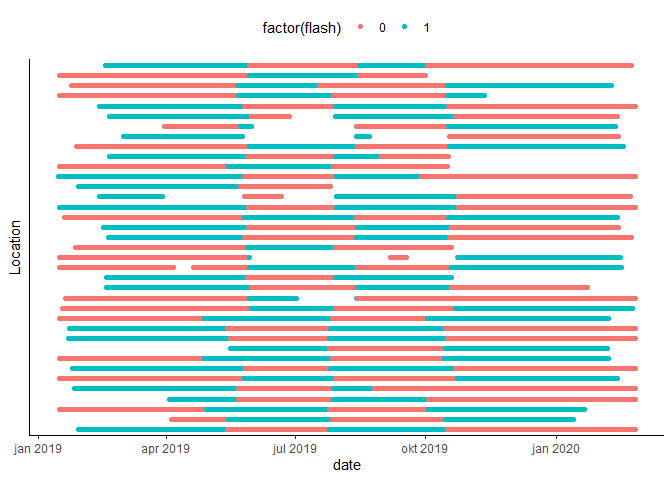 factor(flash) 0 1
Location
jan 2019 apr 2019 jul 2019 okt 2019 jan 2020
date